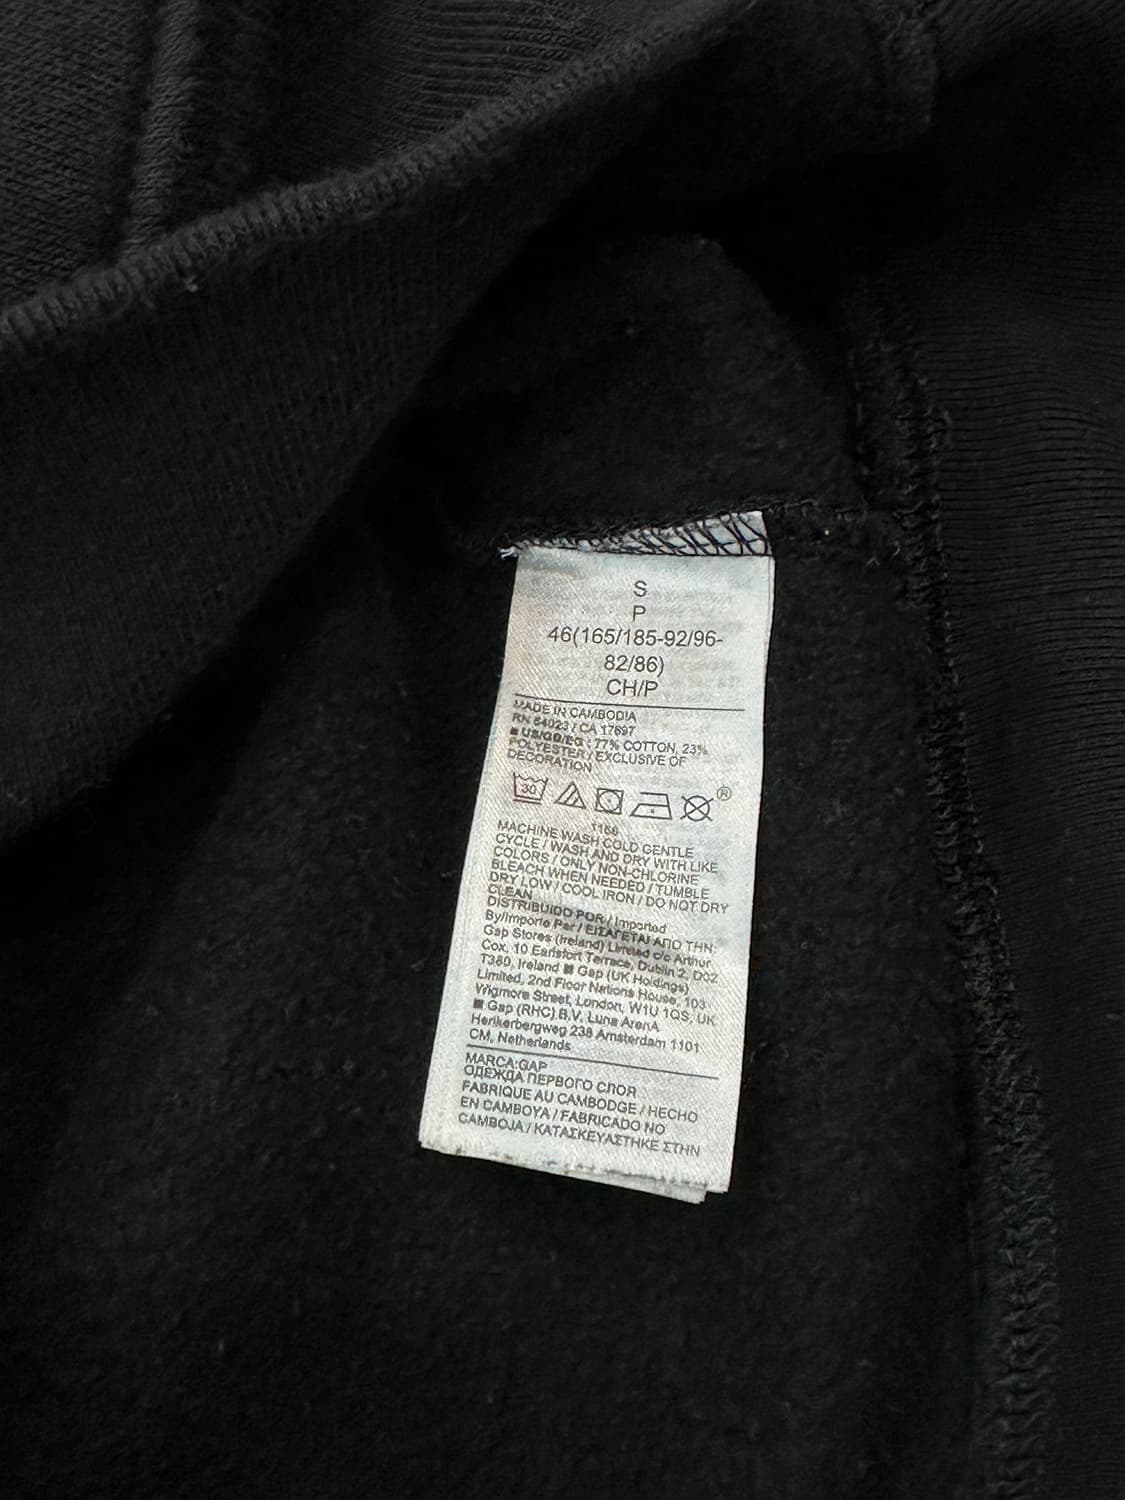 S
P
46(165/185-92/96-
82/86)
CH/P
MADE IN CAMBODIA
RN 54023 / CA 17897
■ US/GB/EG : 77% COTTON, 23%
POLYESTER / EXCLUSIVE OF
DECORATION
30
®
1166
MACHINE WASH COLD GENTLE
CYCLE / WASH AND DRY WITH LIKE
COLORS / ONLY NON-CHLORINE
BLEACH WHEN NEEDED / TUMBLE
DRY LOW / COOL IRON / DO NOT DRY
CLEAN
DISTRIBUIDO POR / Imported
By/Importe Par / ΕΙΣΑΓΕΤΑΙ ΑΠΟ ΤΗΝ:
Gap Stores (Ireland) Limited c/o Arthur
Cox, 10 Earlsfort Terrace, Dublin 2, D02
T380, Ireland ■ Gap (UK Holdings)
Limited, 2nd Floor Nations House, 103
Wigmore Street, London, W1U 1QS, UK
■ Gap (RHC) B.V. Luna ArenA
Herikerbergweg 238 Amsterdam 1101
CM, Netherlands
MARCA:GAP
ОДЕЖДА ПЕРВОГО СЛОЯ
FABRIQUE AU CAMBODGE / HECHO
EN CAMBOYA / FABRICADO NO
CAMBOJA / ΚΑΤΑΣΚΕΥΑΣΤΗΚΕ ΣΤΗΝ